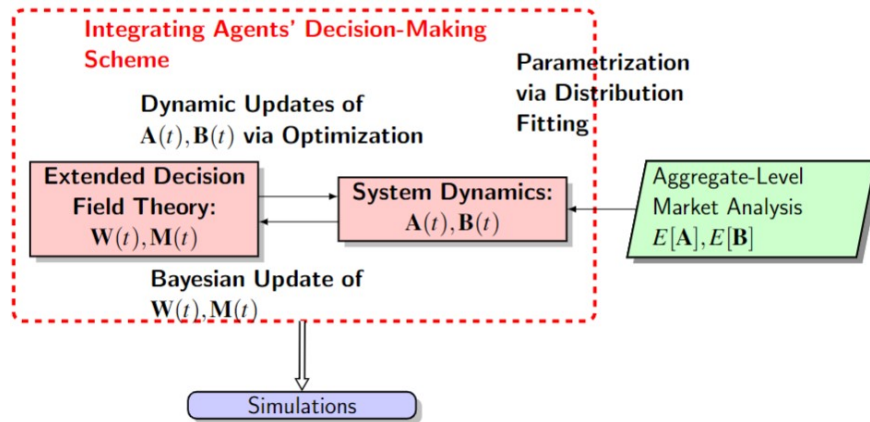 Integrating Agents' Decision-Making
Scheme
Parametrization
via Distribution
Fitting
Dynamic Updates of
A(t), B(t) via Optimization
Extended Decision
Field Theory:
W(t), M(t)
System Dynamics:
A(t), B(t)
Aggregate-Level
Market Analysis
E[A], E[B]
Bayesian Update of
W(t), M(t)
Simulations